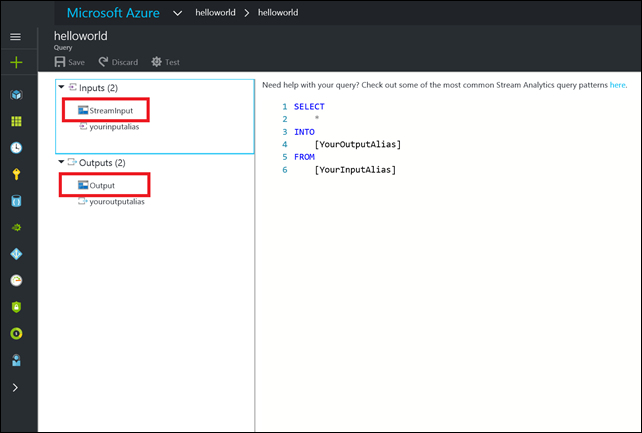 Microsoft Azure helloworld > helloworld
helloworld
Query
Save Discard Test
Inputs (2)
StreamInput
yourinputalias
Outputs (2)
Output
youroutputalias
Need help with your query? Check out some of the most common Stream Analytics query patterns here.
1 SELECT
2 *
3 INTO
4 [YourOutputAlias]
5 FROM
6 [YourInputAlias]